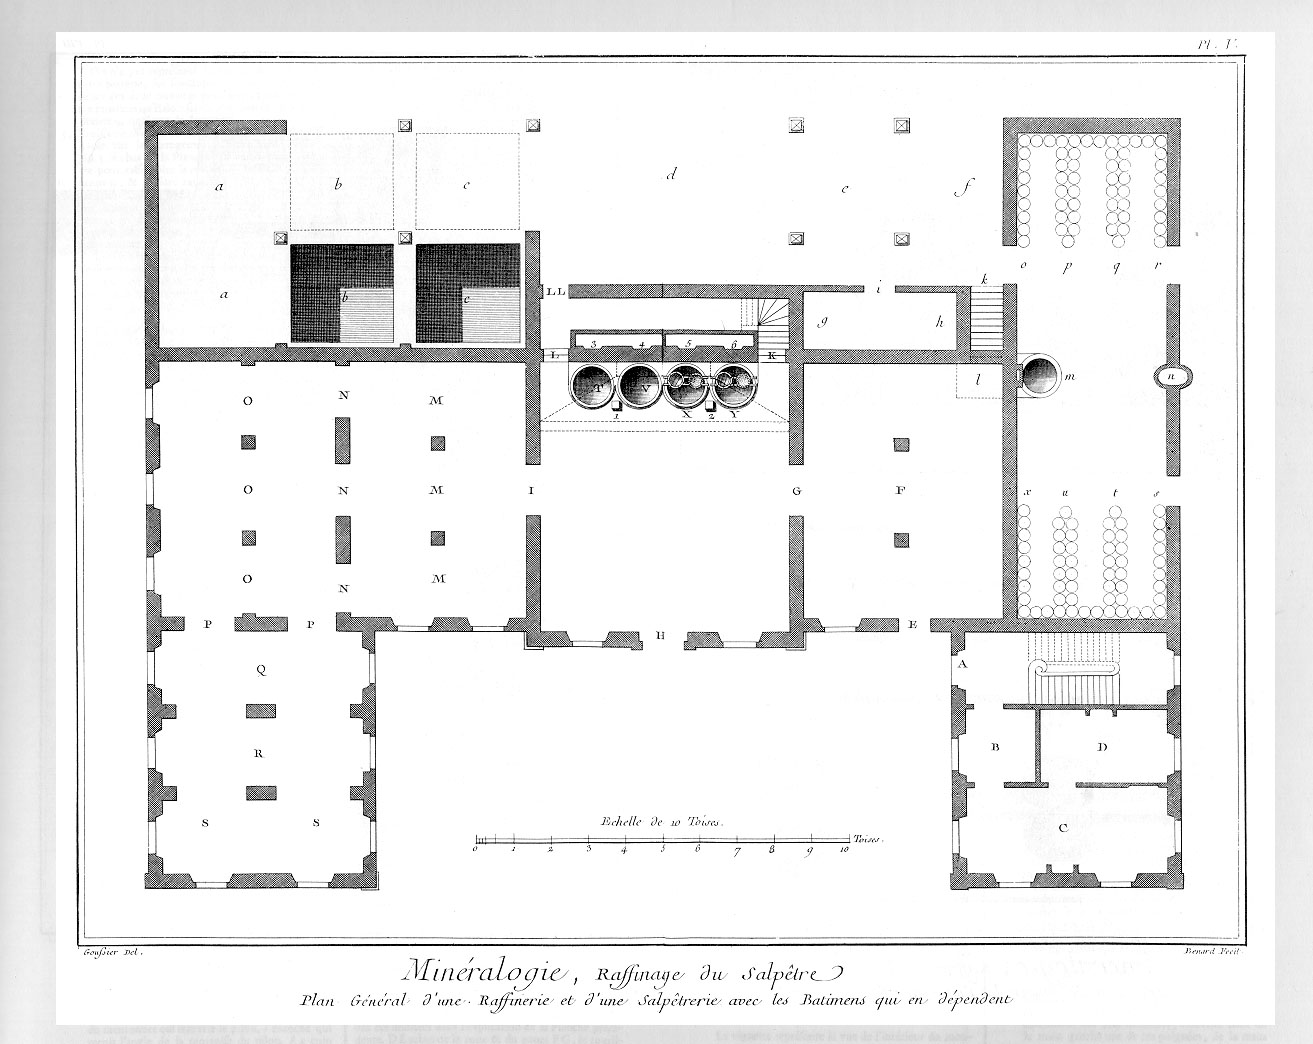 Pl. V.
a b c d e f
o p q r
a b c LL i k
g h
3 4 5 6
L K
T V X Y l m n
1 2
O N M
O N M I G F
x u t s
O N M
P P H E
Q A
R B D
S S C
Echelle de 10 Toises.
0 1 2 3 4 5 6 7 8 9 10 Toises.
Goussier Del.
Benard Fecit.
Minéralogie, Raffinage du Salpêtre
Plan Général d'une Raffinerie et d'une Salpêtrerie avec les Batimens qui en dépendent